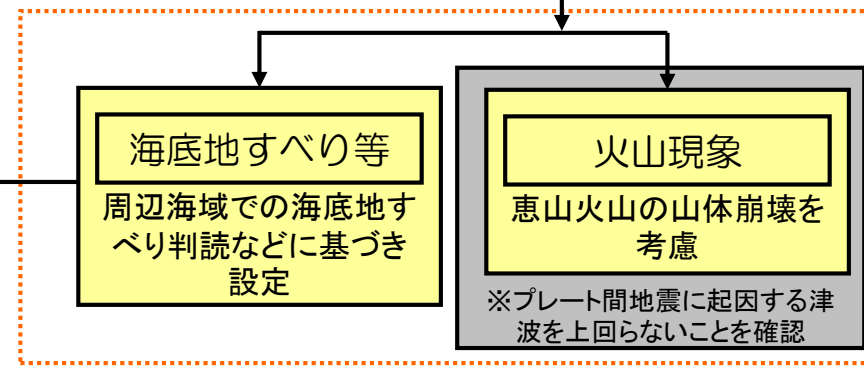 海底地すべり等
周辺海域での海底地す
べり判読などに基づき
設定
火山現象
恵山火山の山体崩壊を
考慮
※プレート間地震に起因する津
波を上回らないことを確認